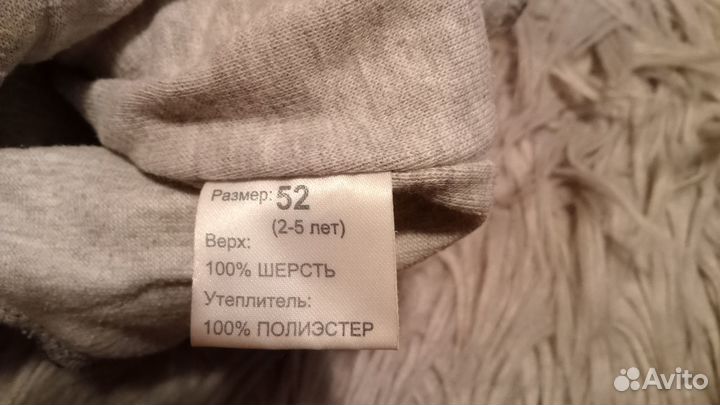 Размер: 52
(2-5 лет)
Верх:
100% ШЕРСТЬ
Утеплитель:
100% ПОЛИЭСТЕР
Avito